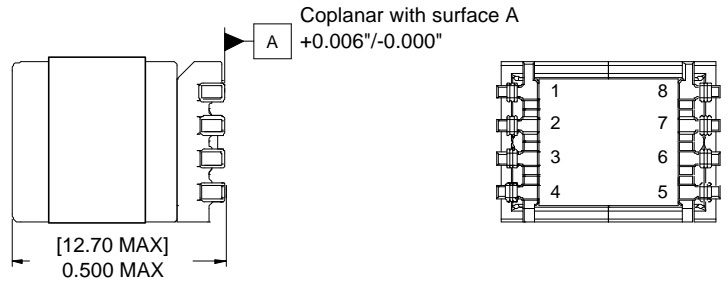 Coplanar with surface A
+0.006"/-0.000"
A
1 8
2 7
3 6
4 5
[12.70 MAX]
0.500 MAX